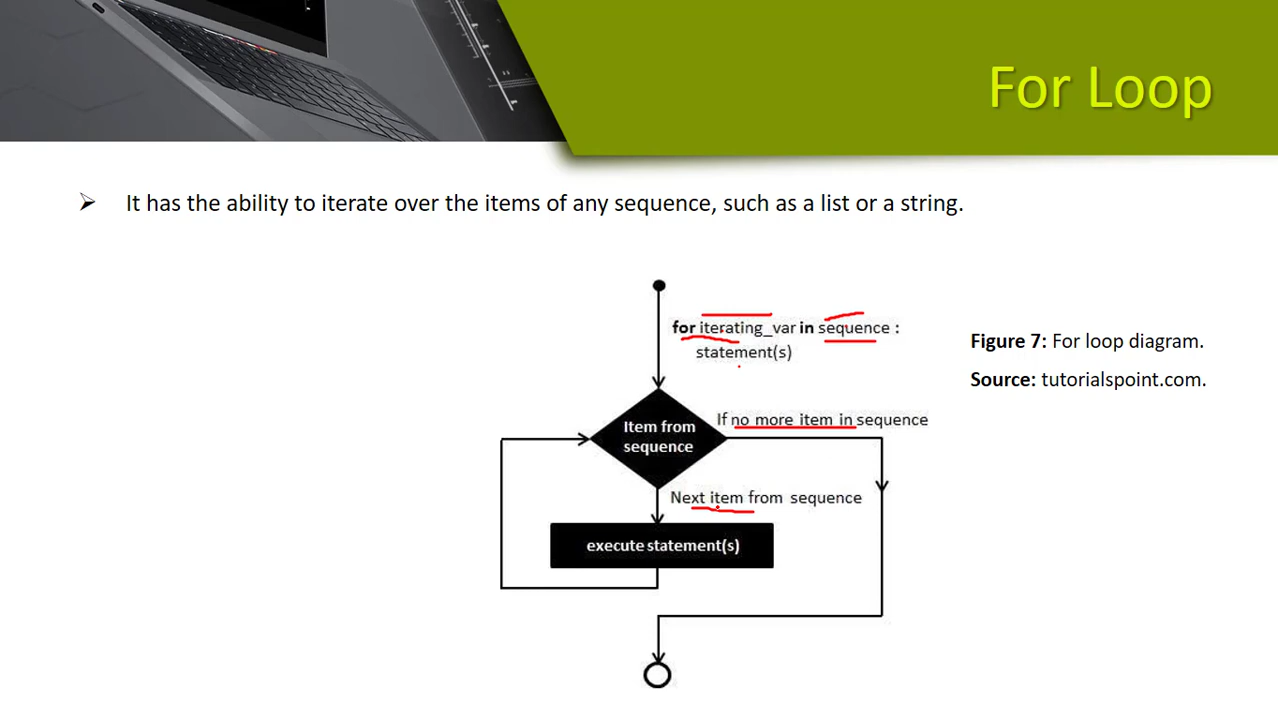 For Loop
It has the ability to iterate over the items of any sequence, such as a list or a string.
for iterating_var in sequence :
statement(s)
Figure 7: For loop diagram.
Source: tutorialspoint.com.
If no more item in sequence
Item from
sequence
Next item from sequence
execute statement(s)